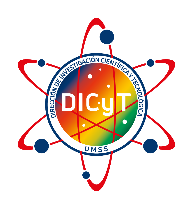 DIRECCIÓN DE INVESTIGACIÓN CIENTÍFICA Y TECNOLÓGICA
DICyT
UMSS